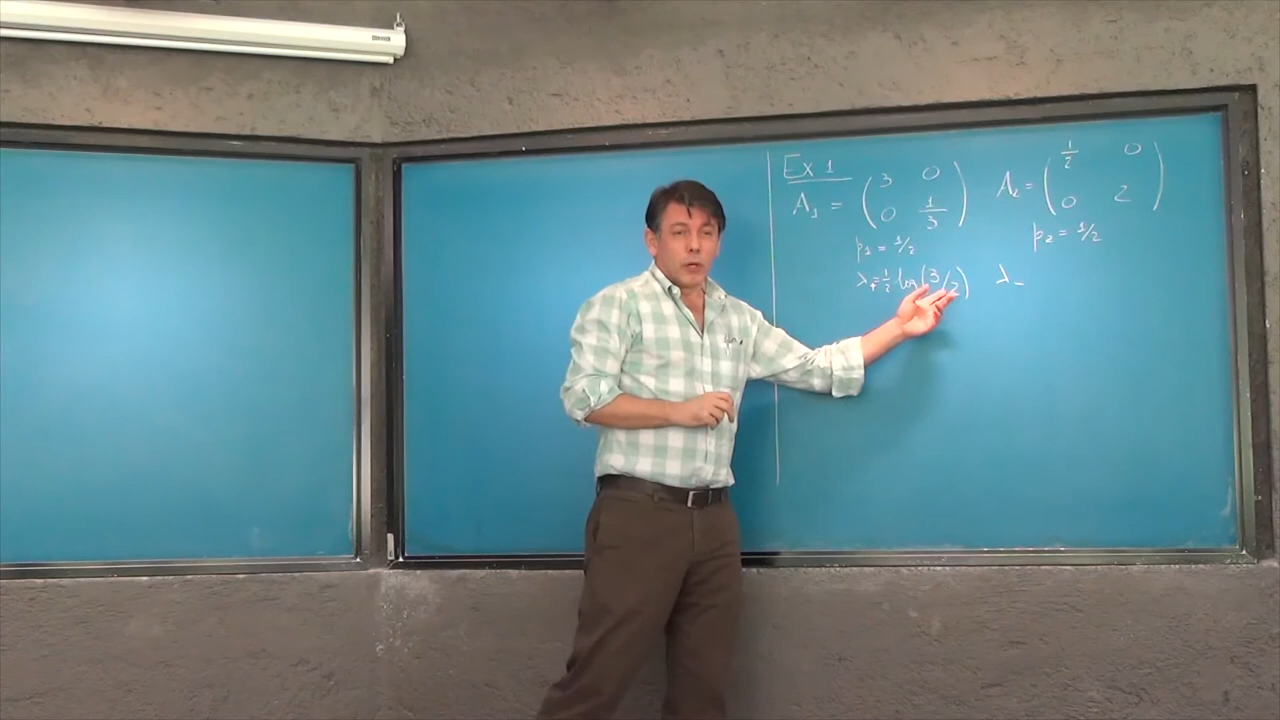 Ex 1
A₁ = ( 3 0 ; 0 1/3 ) A₂ = ( 1/2 0 ; 0 2 )
p₁ = 1/2 p₂ = 1/2
λ₊ = 1/2 log(3/2) λ₋